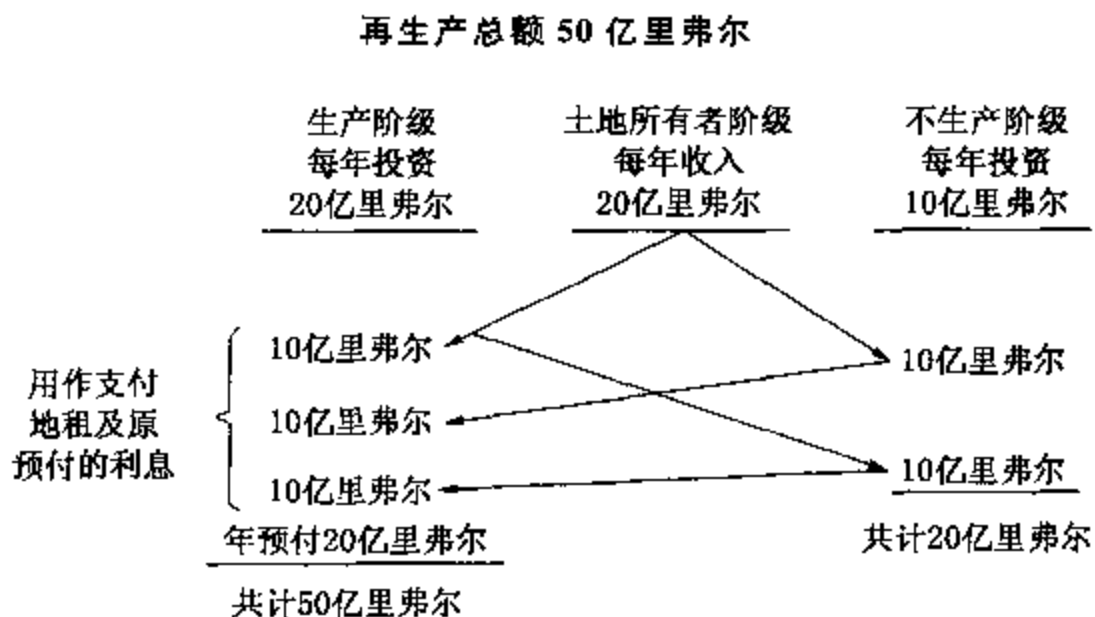 再生产总额 50 亿里弗尔
生产阶级
每年投资
20亿里弗尔
土地所有者阶级
每年收入
20亿里弗尔
不生产阶级
每年投资
10亿里弗尔
用作支付
地租及原
预付的利息
10亿里弗尔
10亿里弗尔
10亿里弗尔
年预付20亿里弗尔
共计50亿里弗尔
10亿里弗尔
10亿里弗尔
共计20亿里弗尔